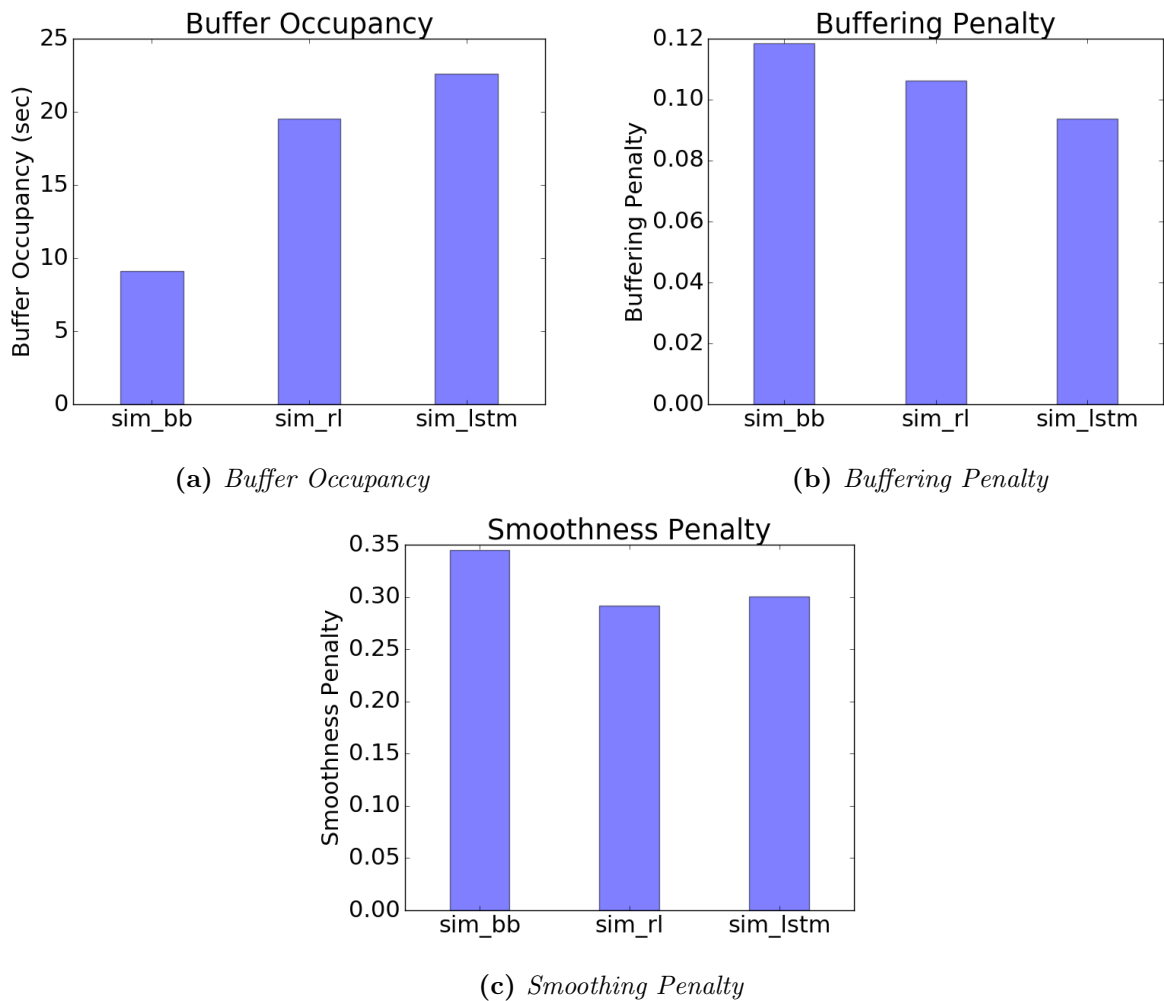 Buffer Occupancy
Buffer Occupancy (sec)
25
20
15
10
5
0
sim_bb sim_rl sim_lstm
(a) Buffer Occupancy
Buffering Penalty
Buffering Penalty
0.12
0.10
0.08
0.06
0.04
0.02
0.00
sim_bb sim_rl sim_lstm
(b) Buffering Penalty
Smoothness Penalty
Smoothness Penalty
0.35
0.30
0.25
0.20
0.15
0.10
0.05
0.00
sim_bb sim_rl sim_lstm
(c) Smoothing Penalty